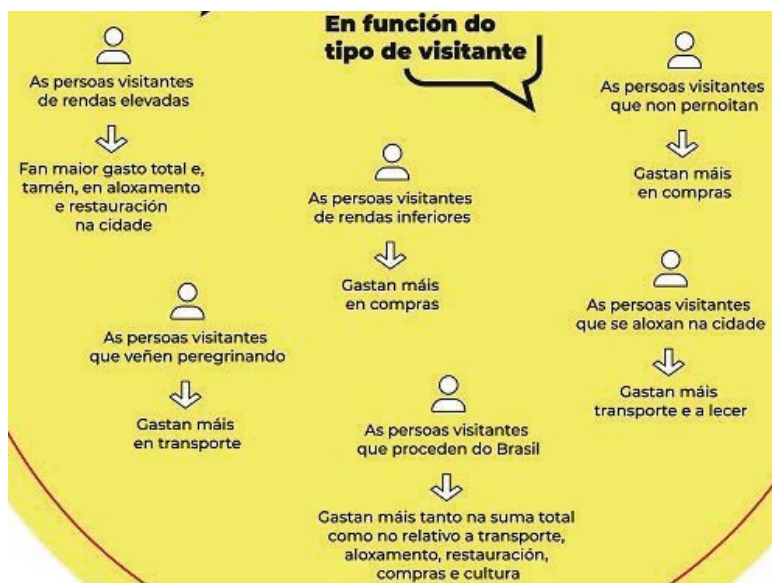 En función do
tipo de visitante
As persoas visitantes
de rendas elevadas
Fan maior gasto total e,
tamén, en aloxamento
e restauración
na cidade
As persoas visitantes
de rendas inferiores
Gastan máis
en compras
As persoas visitantes
que non pernoitan
Gastan máis
en compras
As persoas visitantes
que veñen peregrinando
Gastan máis
en transporte
As persoas visitantes
que proceden do Brasil
Gastan máis tanto na suma total
como no relativo a transporte,
aloxamento, restauración,
compras e cultura
As persoas visitantes
que se aloxan na cidade
Gastan máis
transporte e a lecer